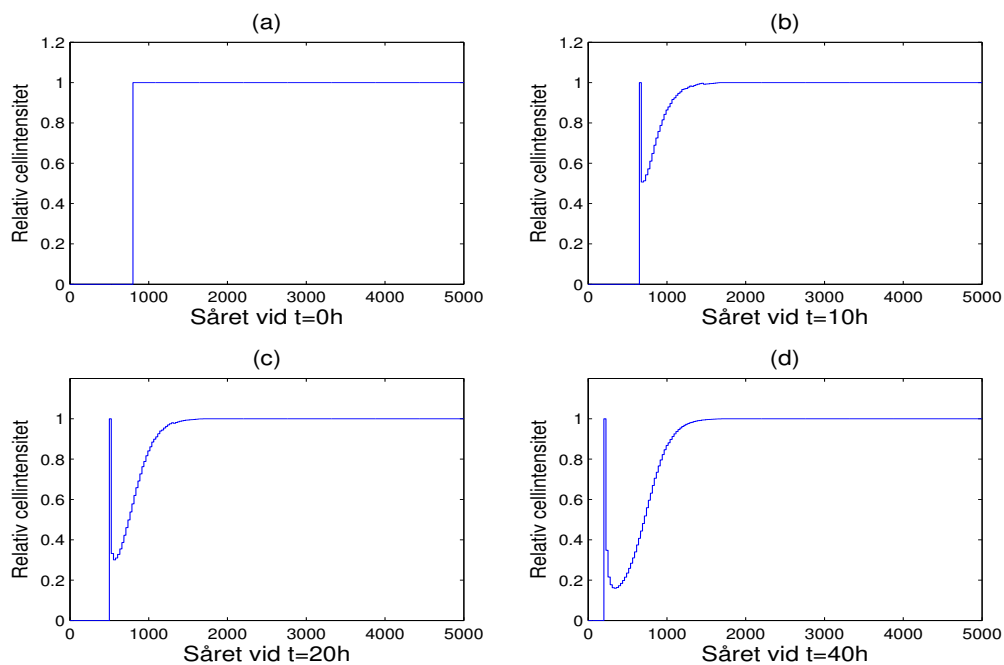 (a)
1.2
1
0.8
0.6
0.4
0.2
0
Relativ cellintensitet
0 1000 2000 3000 4000 5000
Såret vid t=0h
(b)
1.2
1
0.8
0.6
0.4
0.2
0
Relativ cellintensitet
0 1000 2000 3000 4000 5000
Såret vid t=10h
(c)
1
0.8
0.6
0.4
0.2
0
Relativ cellintensitet
0 1000 2000 3000 4000 5000
Såret vid t=20h
(d)
1
0.8
0.6
0.4
0.2
0
Relativ cellintensitet
0 1000 2000 3000 4000 5000
Såret vid t=40h